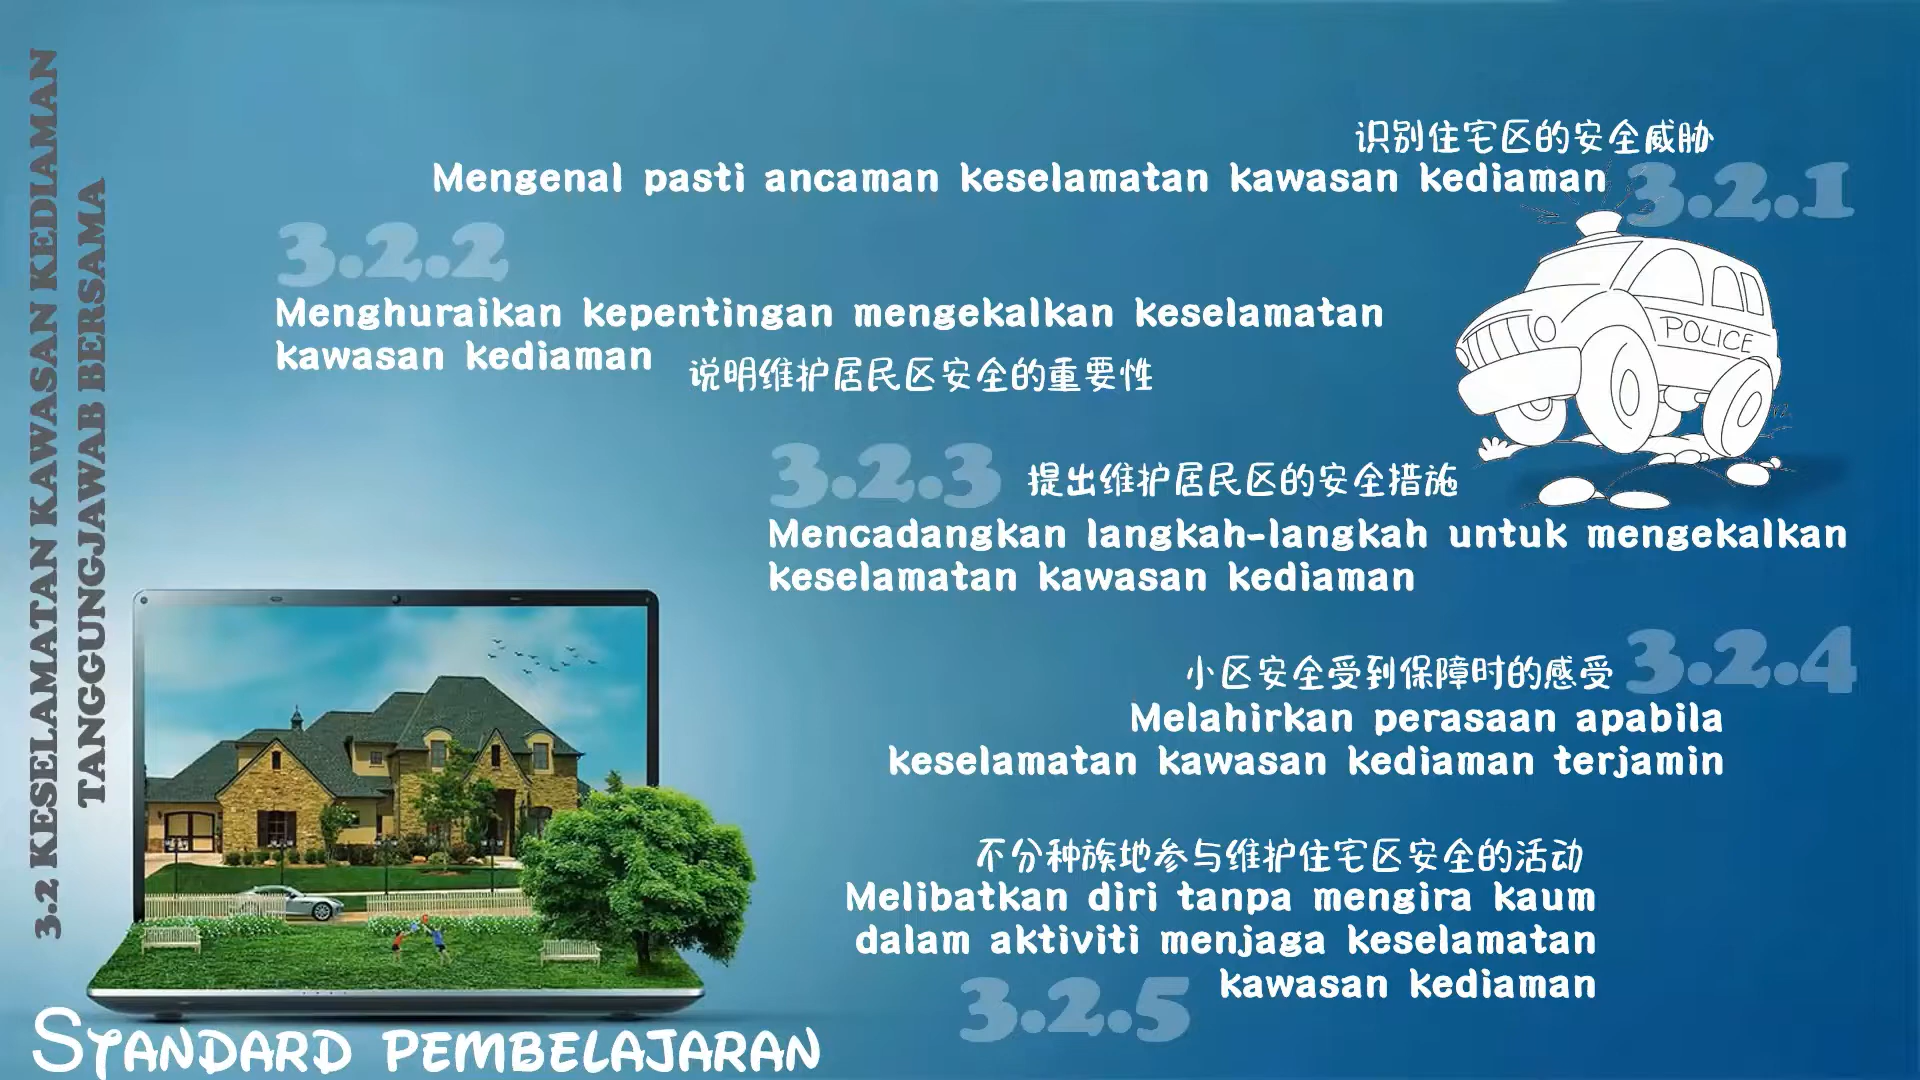 3.2 KESELAMATAN KAWASAN KEDIAMAN
TANGGUNGJAWAB BERSAMA
识别住宅区的安全威胁
Mengenal pasti ancaman keselamatan kawasan kediaman
3.2.1
3.2.2
Menghuraikan kepentingan mengekalkan keselamatan
kawasan kediaman
说明维护居民区安全的重要性
POLICE
3.2.3
提出维护居民区的安全措施
Mencadangkan langkah-langkah untuk mengekalkan
keselamatan kawasan kediaman
小区安全受到保障时的感受
3.2.4
Melahirkan perasaan apabila
keselamatan kawasan kediaman terjamin
不分种族地参与维护住宅区安全的活动
Melibatkan diri tanpa mengira kaum
dalam aktiviti menjaga keselamatan
kawasan kediaman
3.2.5
STANDARD PEMBELAJARAN